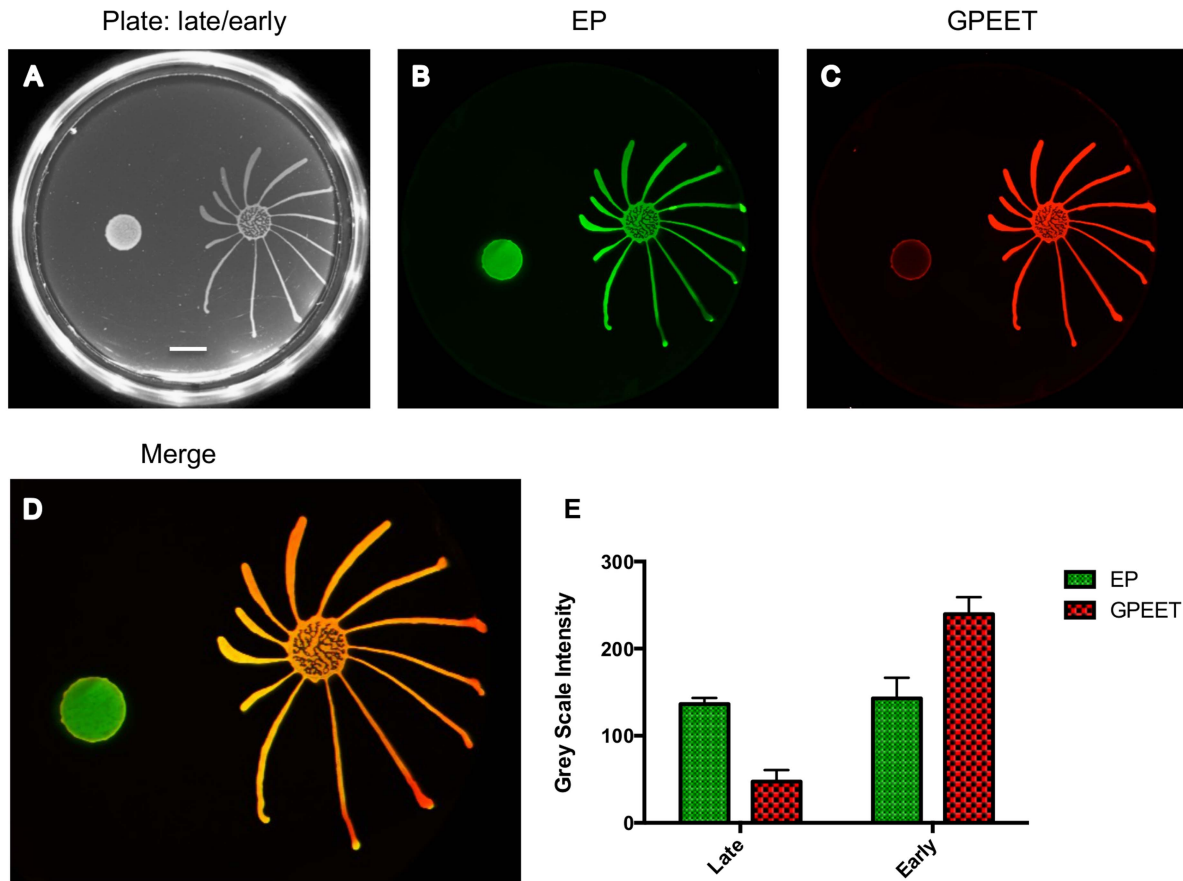 Plate: late/early
EP
GPEET
A
B
C
Merge
D
E
300
200
100
0
Grey Scale Intensity
Late
Early
EP
GPEET